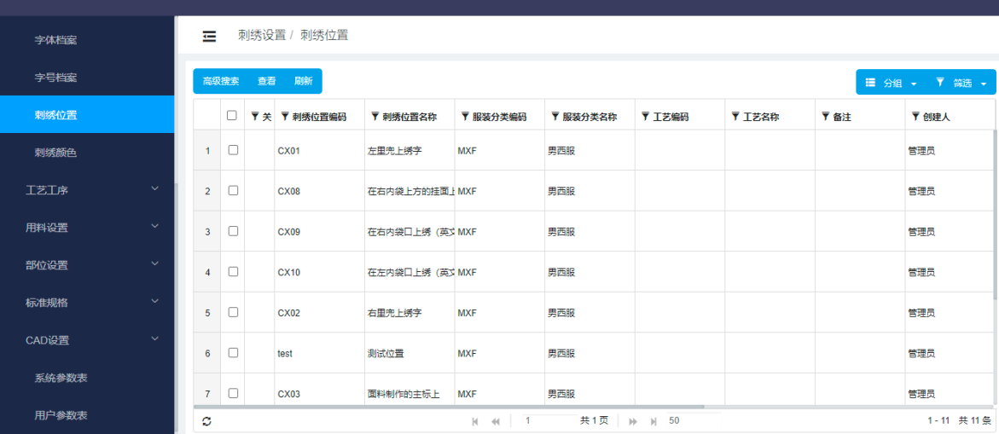 字体档案
字号档案
刺绣位置
刺绣颜色
工艺工序
用料设置
部位设置
标准规格
CAD设置
系统参数表
用户参数表
刺绣设置 / 刺绣位置
高级搜索 查看 刷新
分组 筛选
关 刺绣位置编码 刺绣位置名称 服装分类编码 服装分类名称 工艺编码 工艺名称 备注 创建人
1 CX01 左里兜上绣字 MXF 男西服 管理员
2 CX08 在右内袋上方的挂面上 MXF 男西服 管理员
3 CX09 在右内袋口上绣（英文 MXF 男西服 管理员
4 CX10 在左内袋口上绣（英文 MXF 男西服 管理员
5 CX02 右里兜上绣字 MXF 男西服 管理员
6 test 测试位置 MXF 男西服 管理员
7 CX03 面料制作的主标上 MXF 男西服 管理员
1 共 1 页 50 1 - 11 共 11 条